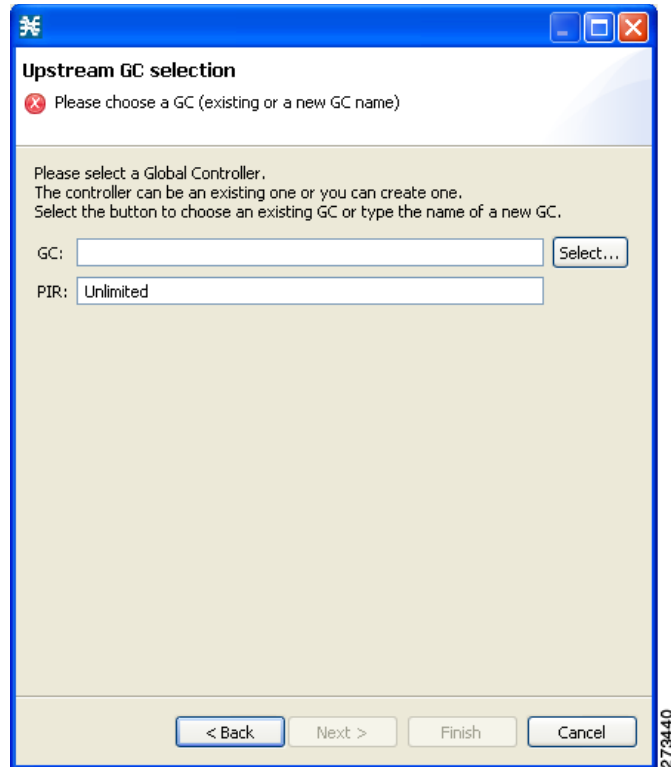 Upstream GC selection
Please choose a GC (existing or a new GC name)
Please select a Global Controller.
The controller can be an existing one or you can create one.
Select the button to choose an existing GC or type the name of a new GC.
GC:
Select...
PIR: Unlimited
< Back Next > Finish Cancel
273440